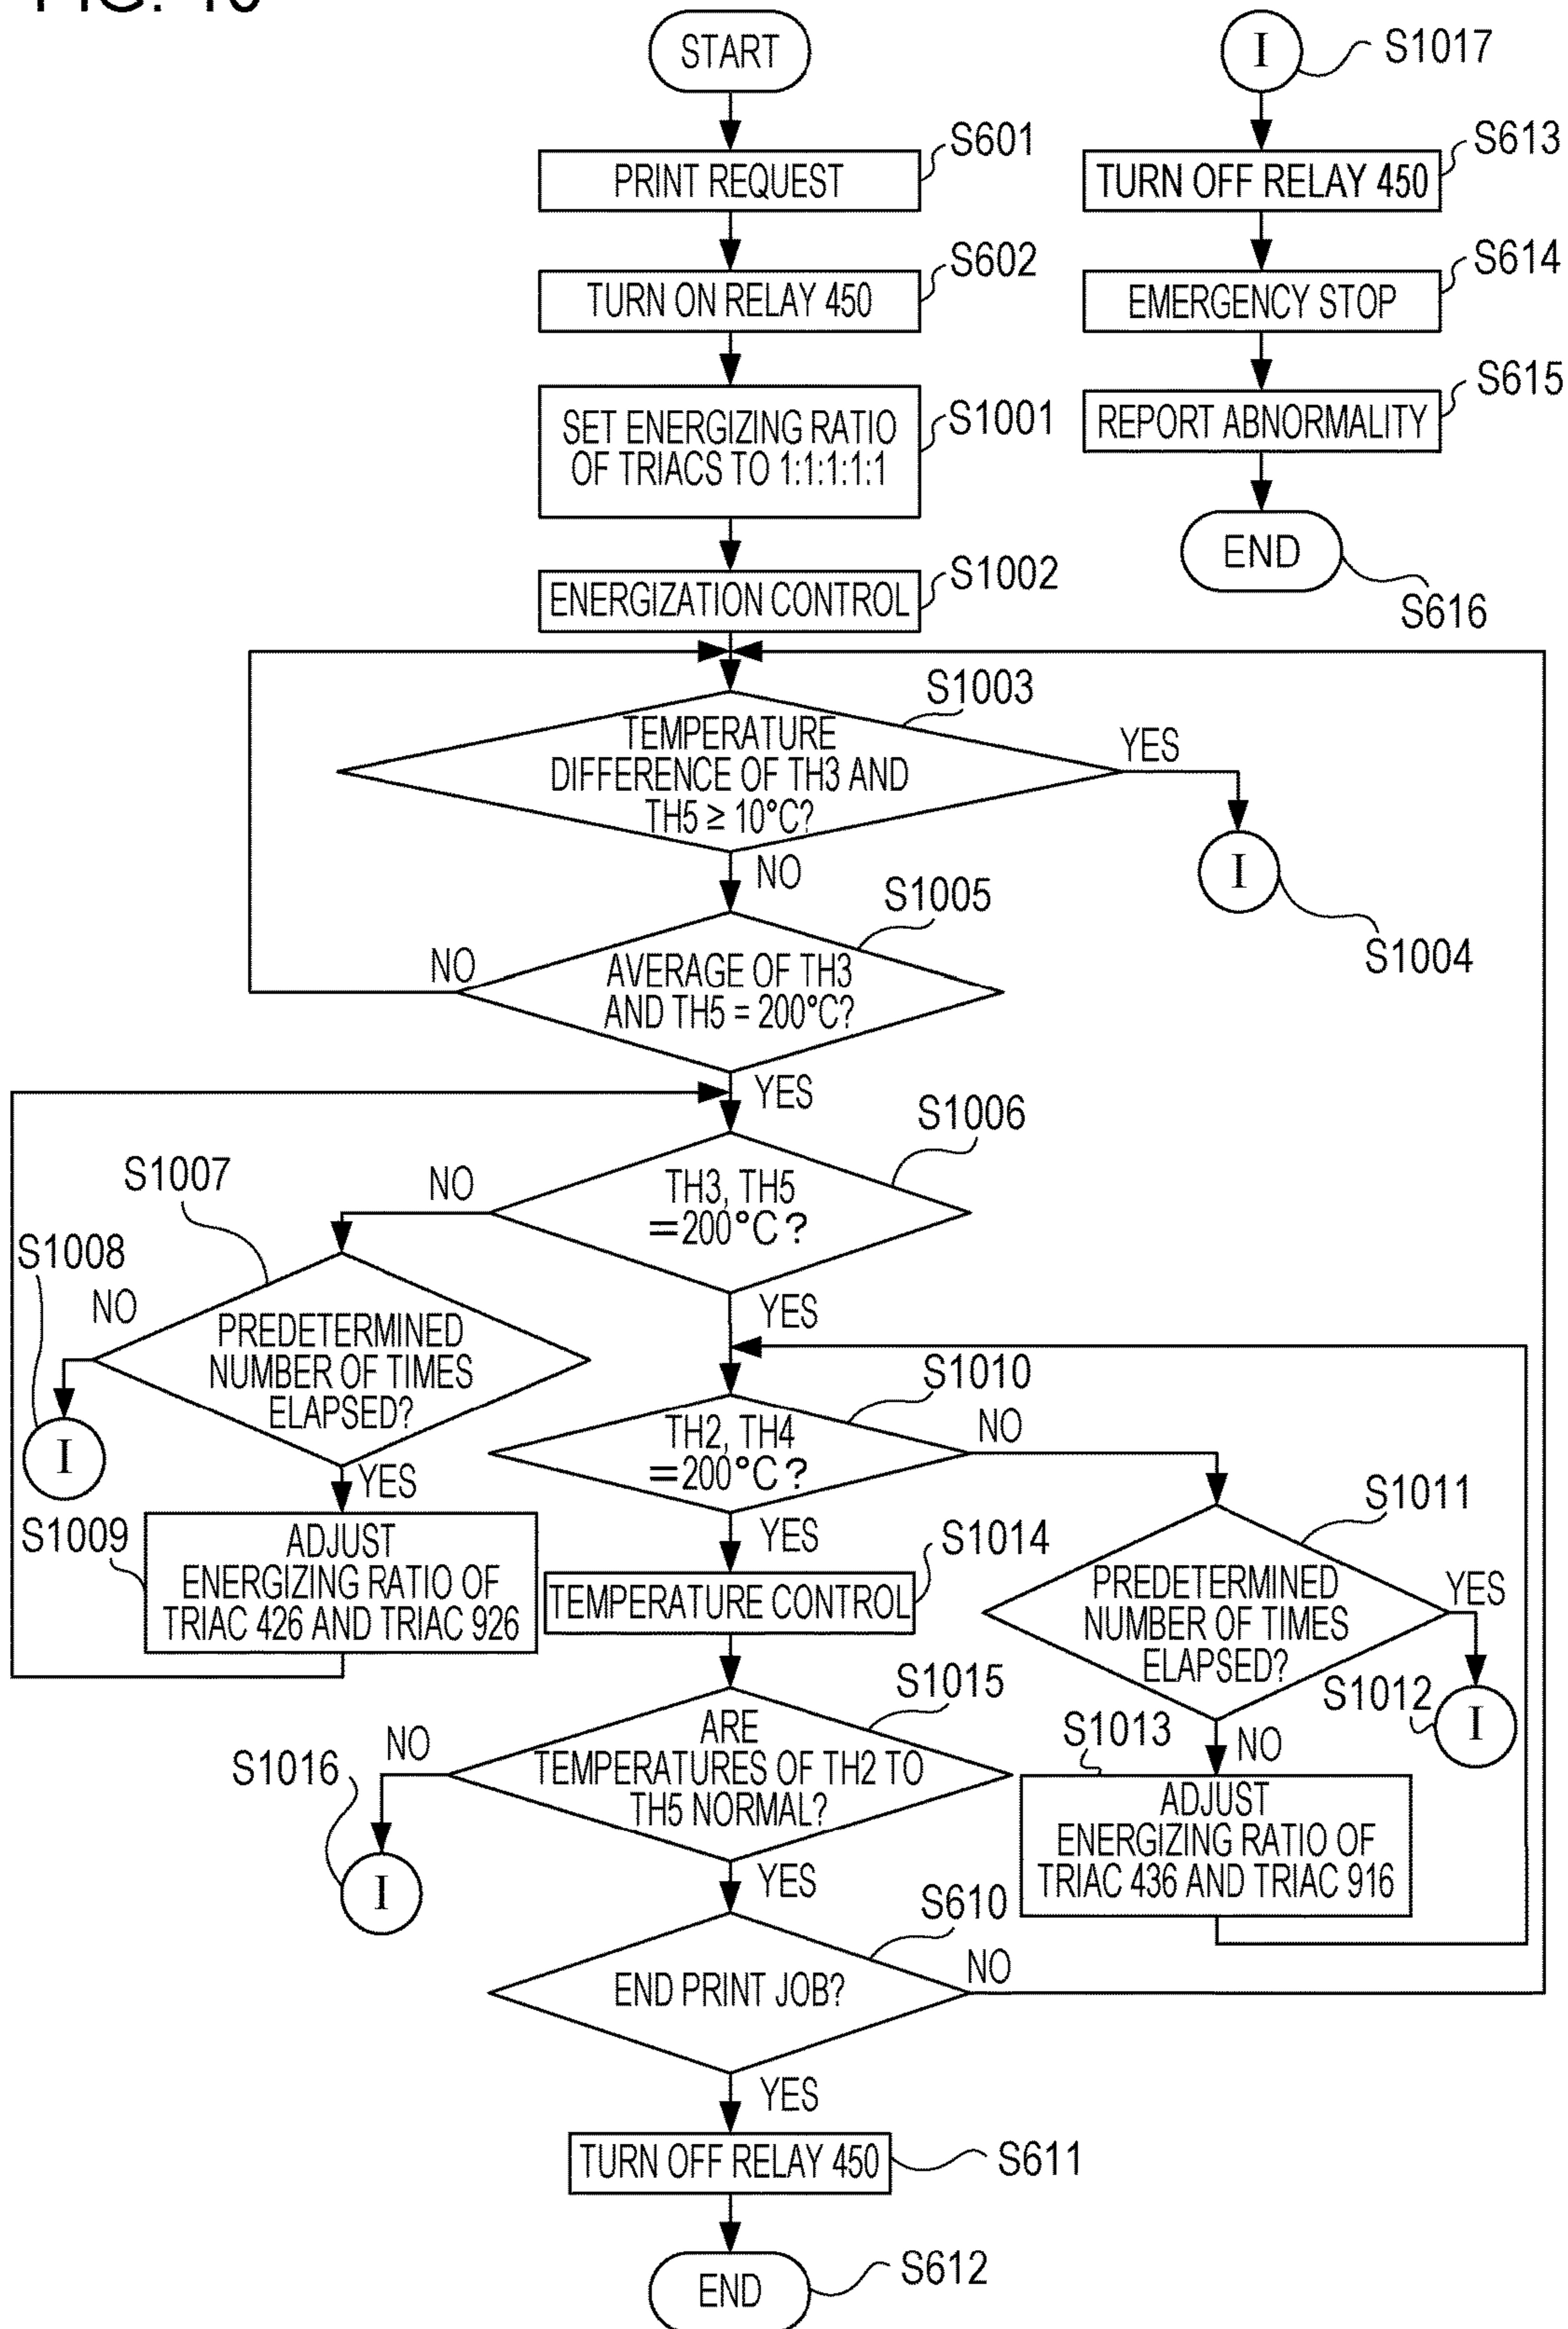 FIG. 10
START
S601
PRINT REQUEST
S602
TURN ON RELAY 450
S1001
SET ENERGIZING RATIO
OF TRIACS TO 1:1:1:1:1
S1002
ENERGIZATION CONTROL
I
S1017
S613
TURN OFF RELAY 450
S614
EMERGENCY STOP
S615
REPORT ABNORMALITY
END
S616
S1003
TEMPERATURE
DIFFERENCE OF TH3 AND
TH5 ≥ 10°C?
YES
I
S1004
NO
S1005
NO
AVERAGE OF TH3
AND TH5 = 200°C?
YES
S1006
NO
TH3, TH5
=200°C?
S1007
S1008
NO
PREDETERMINED
NUMBER OF TIMES
ELAPSED?
I
YES
S1009
ADJUST
ENERGIZING RATIO OF
TRIAC 426 AND TRIAC 926
YES
S1010
NO
TH2, TH4
=200°C?
S1011
PREDETERMINED
NUMBER OF TIMES
ELAPSED?
YES
S1012
I
NO
S1013
ADJUST
ENERGIZING RATIO OF
TRIAC 436 AND TRIAC 916
YES
S1014
TEMPERATURE CONTROL
S1015
NO
ARE
TEMPERATURES OF TH2 TO
TH5 NORMAL?
S1016
I
YES
S610
NO
END PRINT JOB?
YES
TURN OFF RELAY 450
S611
END
S612